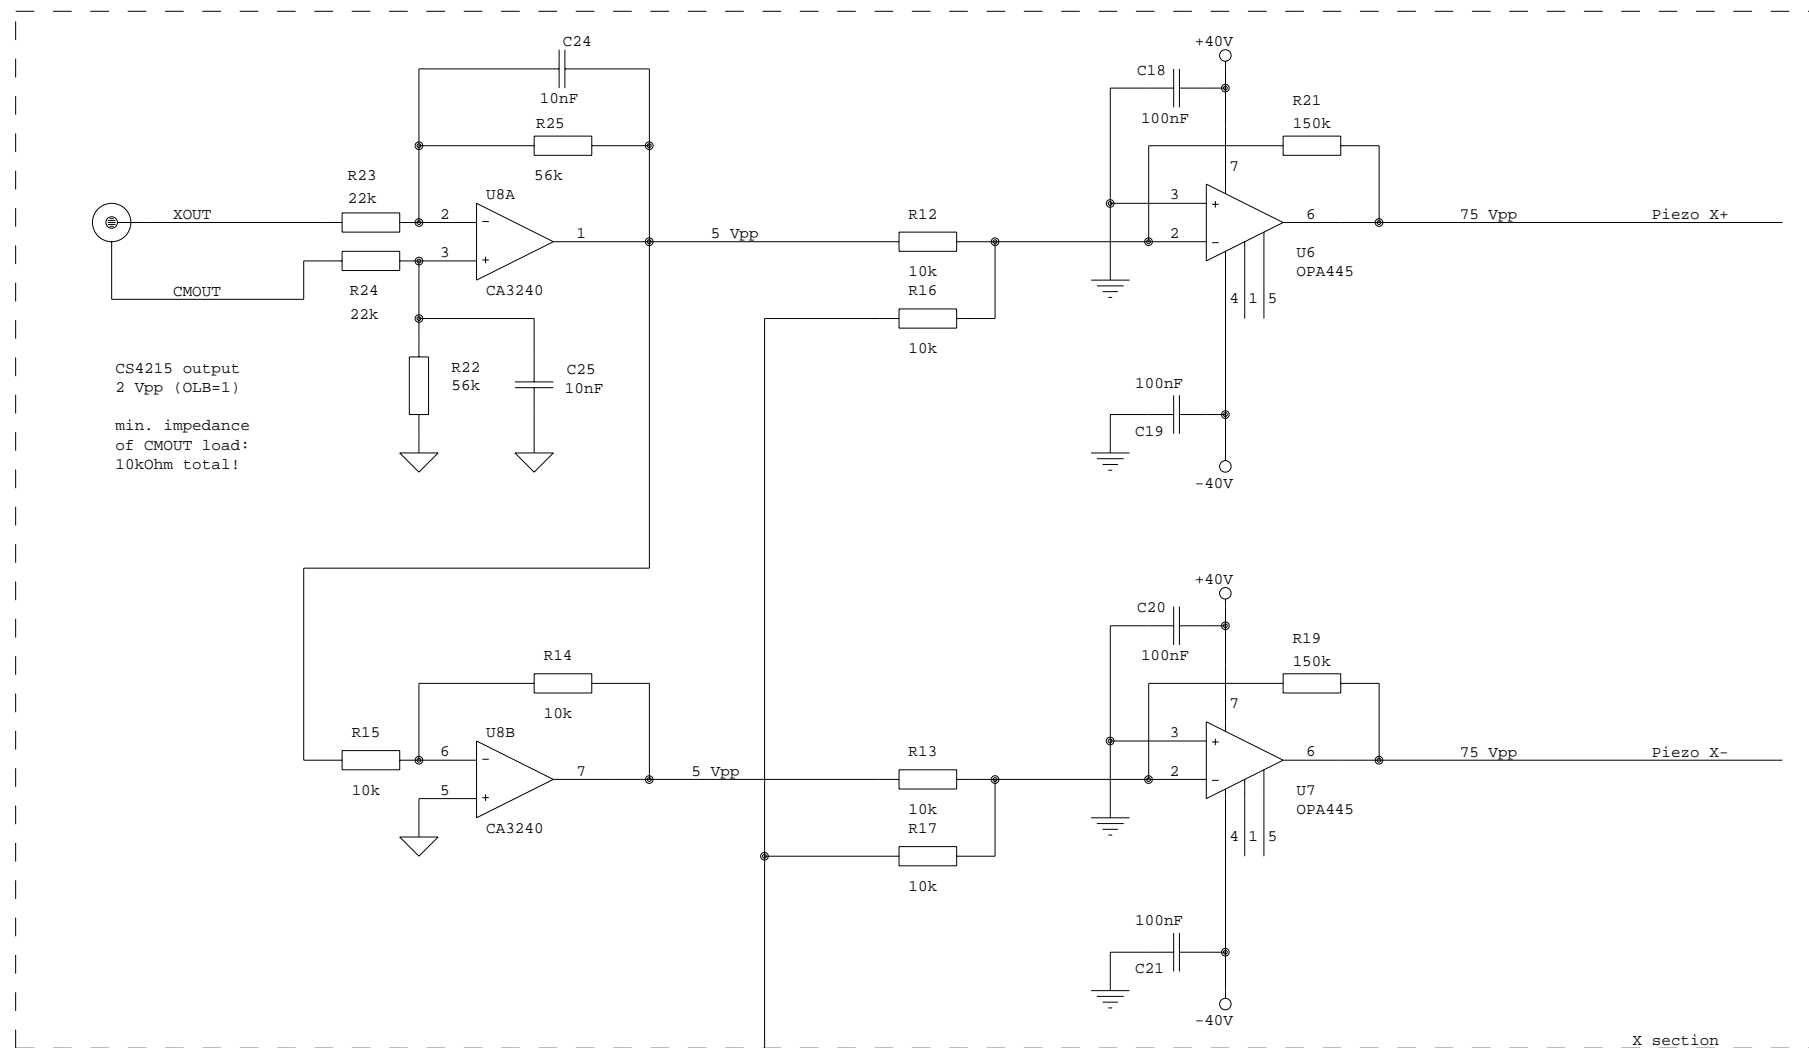 C24
10nF
R25
56k
R23
22k
XOUT
2
-
U8A
1
3
+
CA3240
CMOUT
R24
22k
5 Vpp
R12
10k
R16
10k
+40V
C18
100nF
R21
150k
7
3
+
2
-
6
75 Vpp
Piezo X+
U6
OPA445
4
1
5
CS4215 output
2 Vpp (OLB=1)
min. impedance
of CMOUT load:
10kOhm total!
R22
56k
C25
10nF
100nF
C19
-40V
+40V
C20
100nF
R19
150k
R14
10k
R15
10k
6
-
U8B
7
5
+
CA3240
5 Vpp
R13
10k
R17
10k
7
3
+
2
-
6
75 Vpp
Piezo X-
U7
OPA445
4
1
5
100nF
C21
-40V
X section